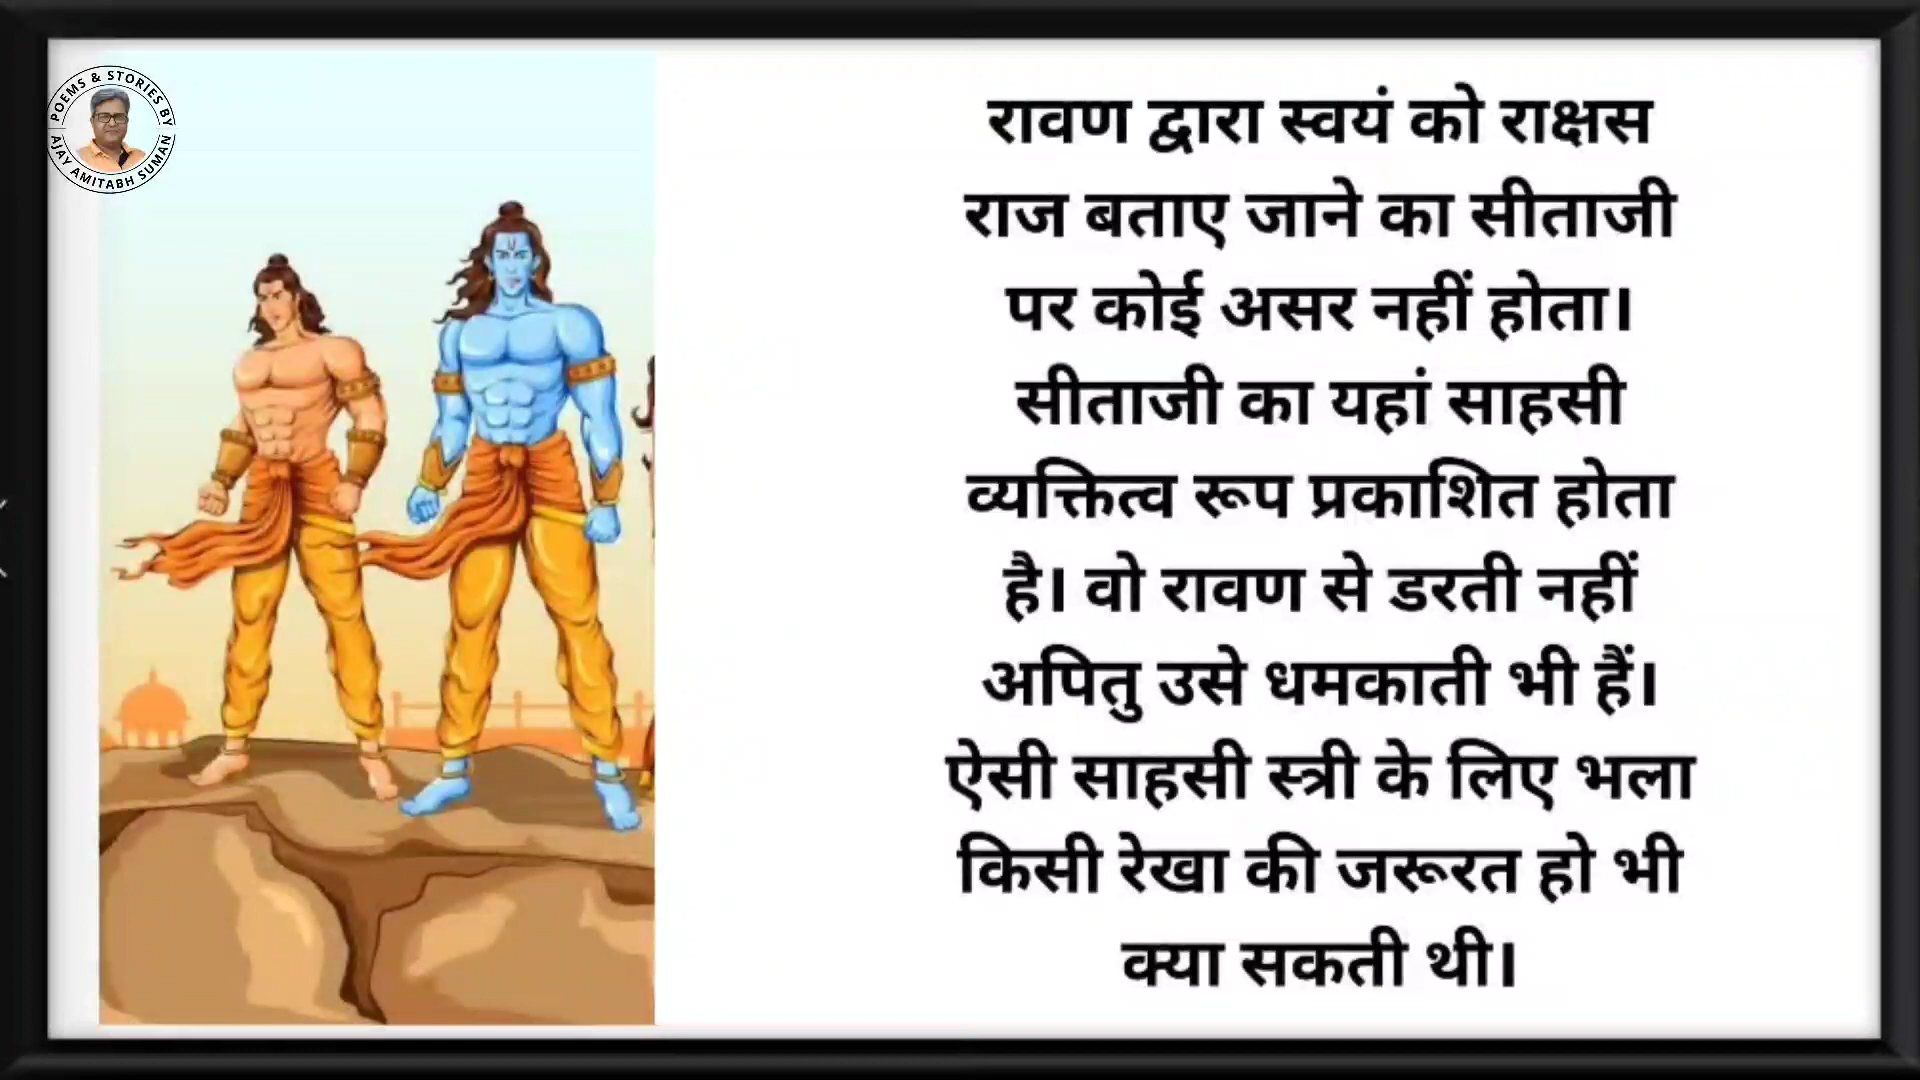 POEMS & STORIES BY
AJAY AMITABH SUMAN
रावण द्वारा स्वयं को राक्षस
राज बताए जाने का सीताजी
पर कोई असर नहीं होता।
सीताजी का यहां साहसी
व्यक्तित्व रूप प्रकाशित होता
है। वो रावण से डरती नहीं
अपितु उसे धमकाती भी हैं।
ऐसी साहसी स्त्री के लिए भला
किसी रेखा की जरूरत हो भी
क्या सकती थी।